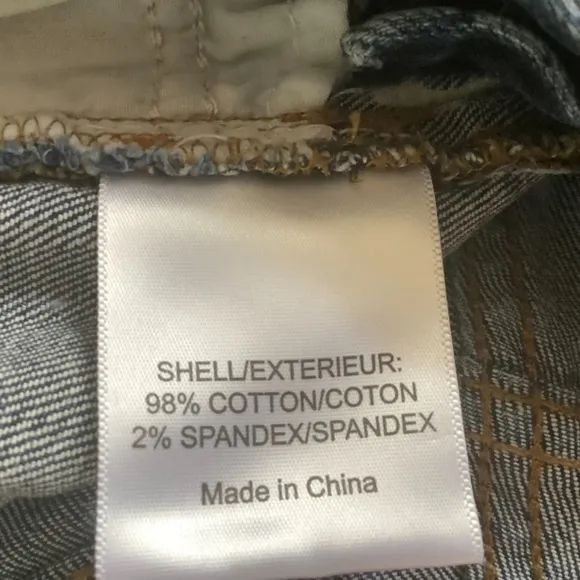 SHELL/EXTERIEUR:
98% COTTON/COTON
2% SPANDEX/SPANDEX
Made in China